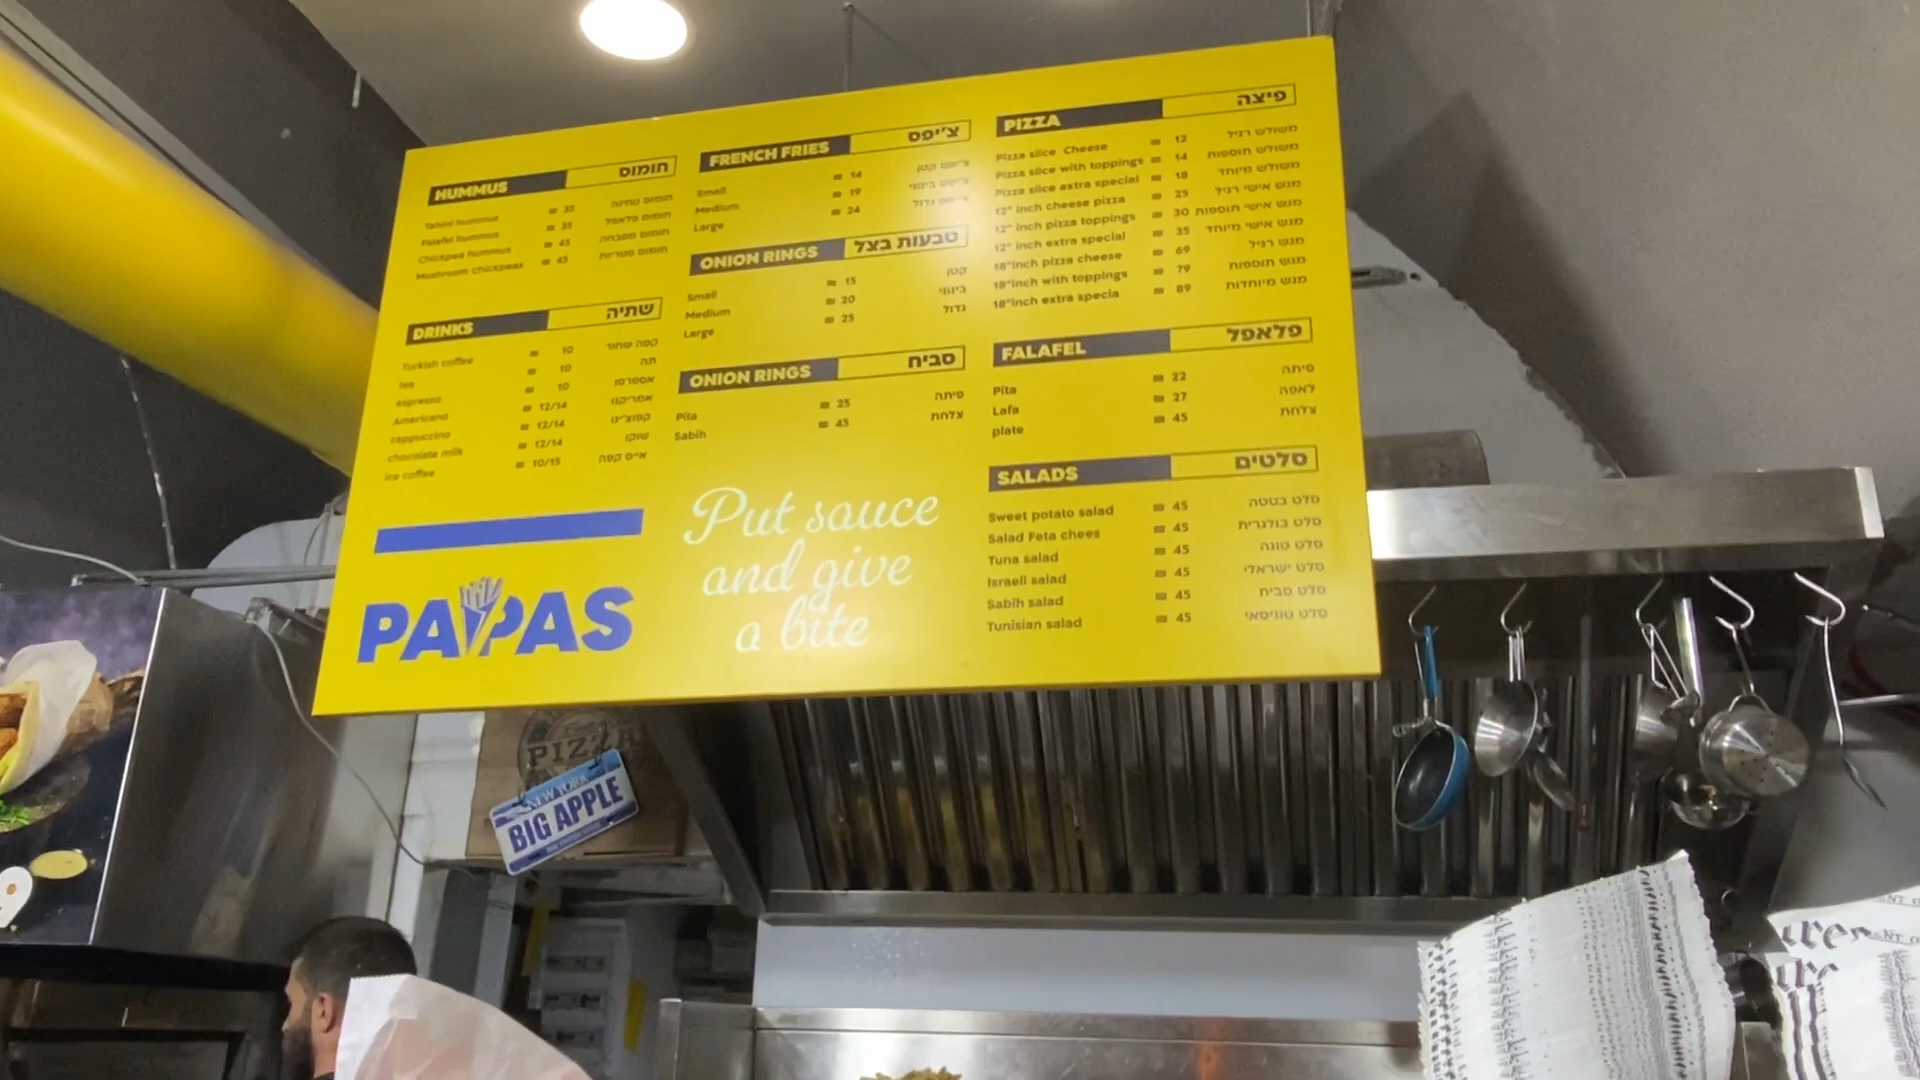 HUMMUS חומוס
Tahini hummus ₪ 35 חומוס טחינה
Falafel hummus ₪ 35 חומוס פלאפל
Chickpea hummus ₪ 45 חומוס מסבחה
Mushroom Chickpeas ₪ 45 חומוס פטריות
DRINKS שתיה
Turkish coffee ₪ 10 קפה שחור
tea ₪ 10 תה
espresso ₪ 10 אספרסו
Americano ₪ 12/14 אמריקנו
cappuccino ₪ 12/14 קפוצ'ינו
chocolate milk ₪ 12/14 שוקו
ice coffee ₪ 10/15 אייס קפה
PAPAS
FRENCH FRIES צ'יפס
Small ₪ 14 צ'יפס קטן
Medium ₪ 19 צ'יפס בינוני
Large ₪ 24 צ'יפס גדול
ONION RINGS טבעות בצל
Small ₪ 15 קטן
Medium ₪ 20 בינוני
Large ₪ 25 גדול
ONION RINGS סביח
Pita ₪ 25 פיתה
Sabih ₪ 45 צלחת
Put sauce
and give
a bite
PIZZA פיצה
Pizza slice Cheese ₪ 12 משולש רגיל
Pizza slice with toppings ₪ 14 משולש תוספות
Pizza slice extra special ₪ 18 משולש מיוחד
12" inch cheese pizza ₪ 25 מגש אישי רגיל
12" inch pizza toppings ₪ 30 מגש אישי תוספות
12" inch extra special ₪ 35 מגש אישי מיוחד
18"inch pizza cheese ₪ 69 מגש רגיל
18"inch with toppings ₪ 79 מגש תוספות
18"inch extra specia ₪ 89 מגש מיוחדות
FALAFEL פלאפל
Pita ₪ 22 פיתה
Lafa ₪ 27 לאפה
plate ₪ 45 צלחת
SALADS סלטים
Sweet potato salad ₪ 45 סלט בטטה
Salad Feta chees ₪ 45 סלט בולגרית
Tuna salad ₪ 45 סלט טונה
Israeli salad ₪ 45 סלט ישראלי
Sabih salad ₪ 45 סלט סביח
Tunisian salad ₪ 45 סלט טוניסאי
PIZZA
NEW YORK
BIG APPLE